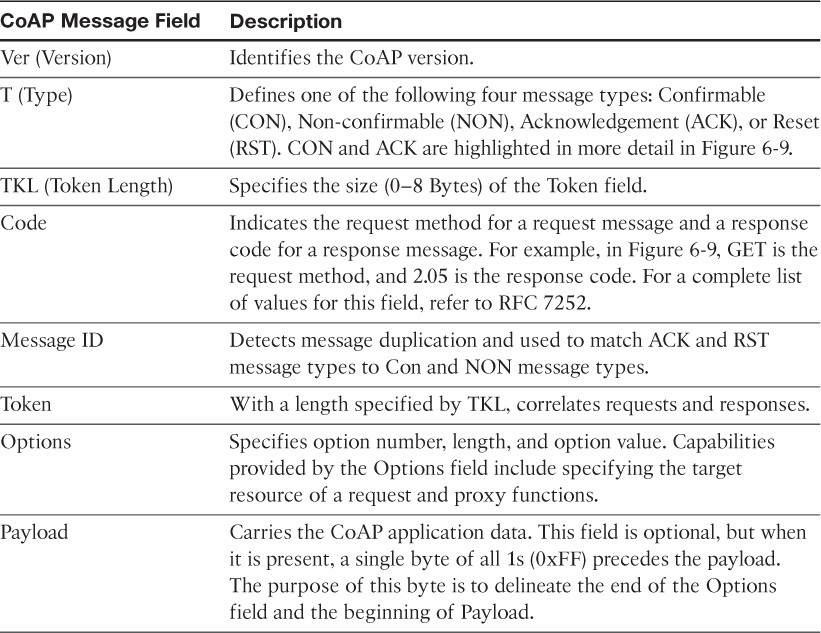 CoAP Message Field Description
Ver (Version) Identifies the CoAP version.
T (Type) Defines one of the following four message types: Confirmable
(CON), Non-confirmable (NON), Acknowledgement (ACK), or Reset
(RST). CON and ACK are highlighted in more detail in Figure 6-9.
TKL (Token Length) Specifies the size (0–8 Bytes) of the Token field.
Code Indicates the request method for a request message and a response
code for a response message. For example, in Figure 6-9, GET is the
request method, and 2.05 is the response code. For a complete list
of values for this field, refer to RFC 7252.
Message ID Detects message duplication and used to match ACK and RST
message types to Con and NON message types.
Token With a length specified by TKL, correlates requests and responses.
Options Specifies option number, length, and option value. Capabilities
provided by the Options field include specifying the target
resource of a request and proxy functions.
Payload Carries the CoAP application data. This field is optional, but when
it is present, a single byte of all 1s (0xFF) precedes the payload.
The purpose of this byte is to delineate the end of the Options
field and the beginning of Payload.